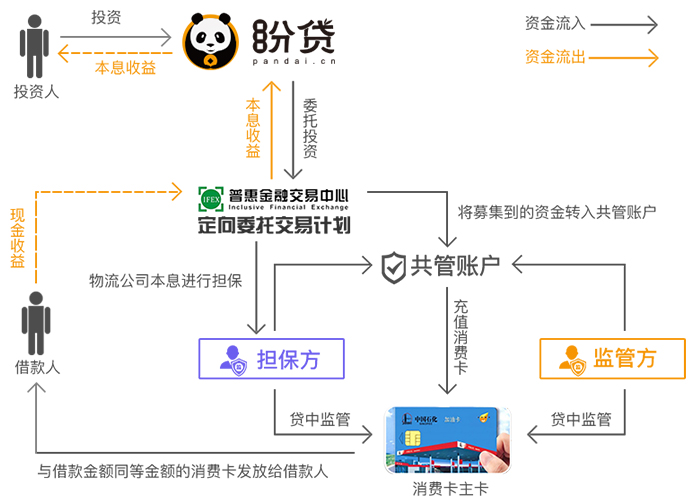 投资
盼贷
pandai.cn
资金流入
本息收益
资金流出
投资人
本息收益
委托投资
IFEX
普惠金融交易中心
Inclusive Financial Exchange
定向委托交易计划
现金收益
将募集到的资金转入共管账户
物流公司本息进行担保
共管账户
充值消费卡
借款人
担保方
监管方
贷中监管
中国石化
加油卡
贷中监管
与借款金额同等金额的消费卡发放给借款人
消费卡主卡